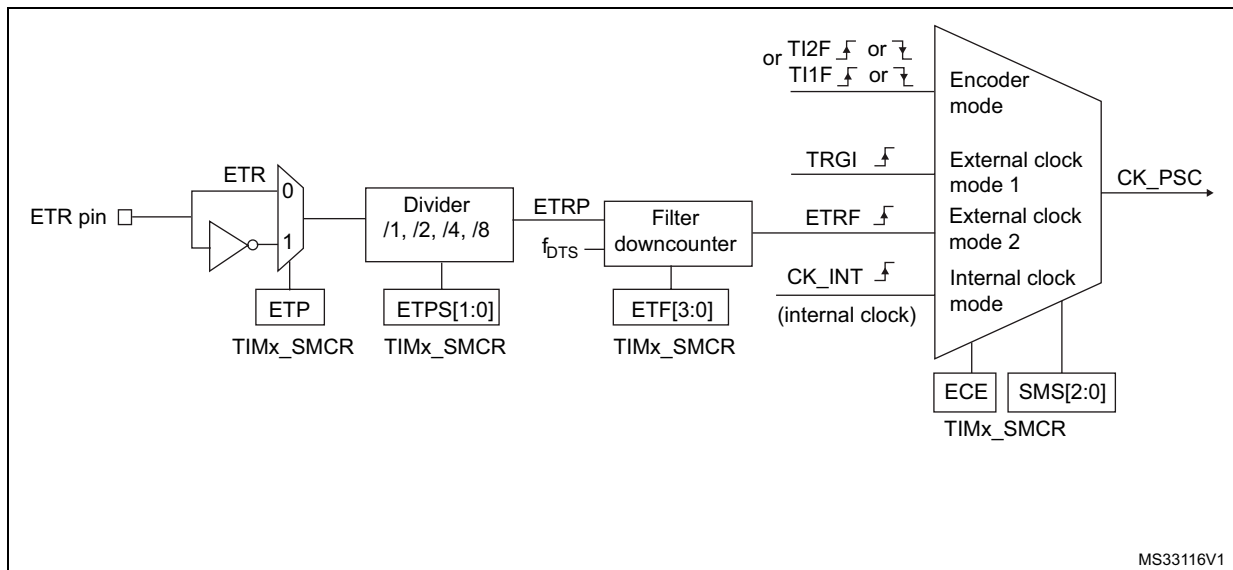 or TI2F or
TI1F or
Encoder
mode
TRGI
External clock
mode 1
CK_PSC
ETR
0
ETR pin
1
Divider
/1, /2, /4, /8
ETRP
f_DTS
Filter
downcounter
ETRF
External clock
mode 2
CK_INT
(internal clock)
Internal clock
mode
ETP
TIMx_SMCR
ETPS[1:0]
TIMx_SMCR
ETF[3:0]
TIMx_SMCR
ECE
SMS[2:0]
TIMx_SMCR
MS33116V1